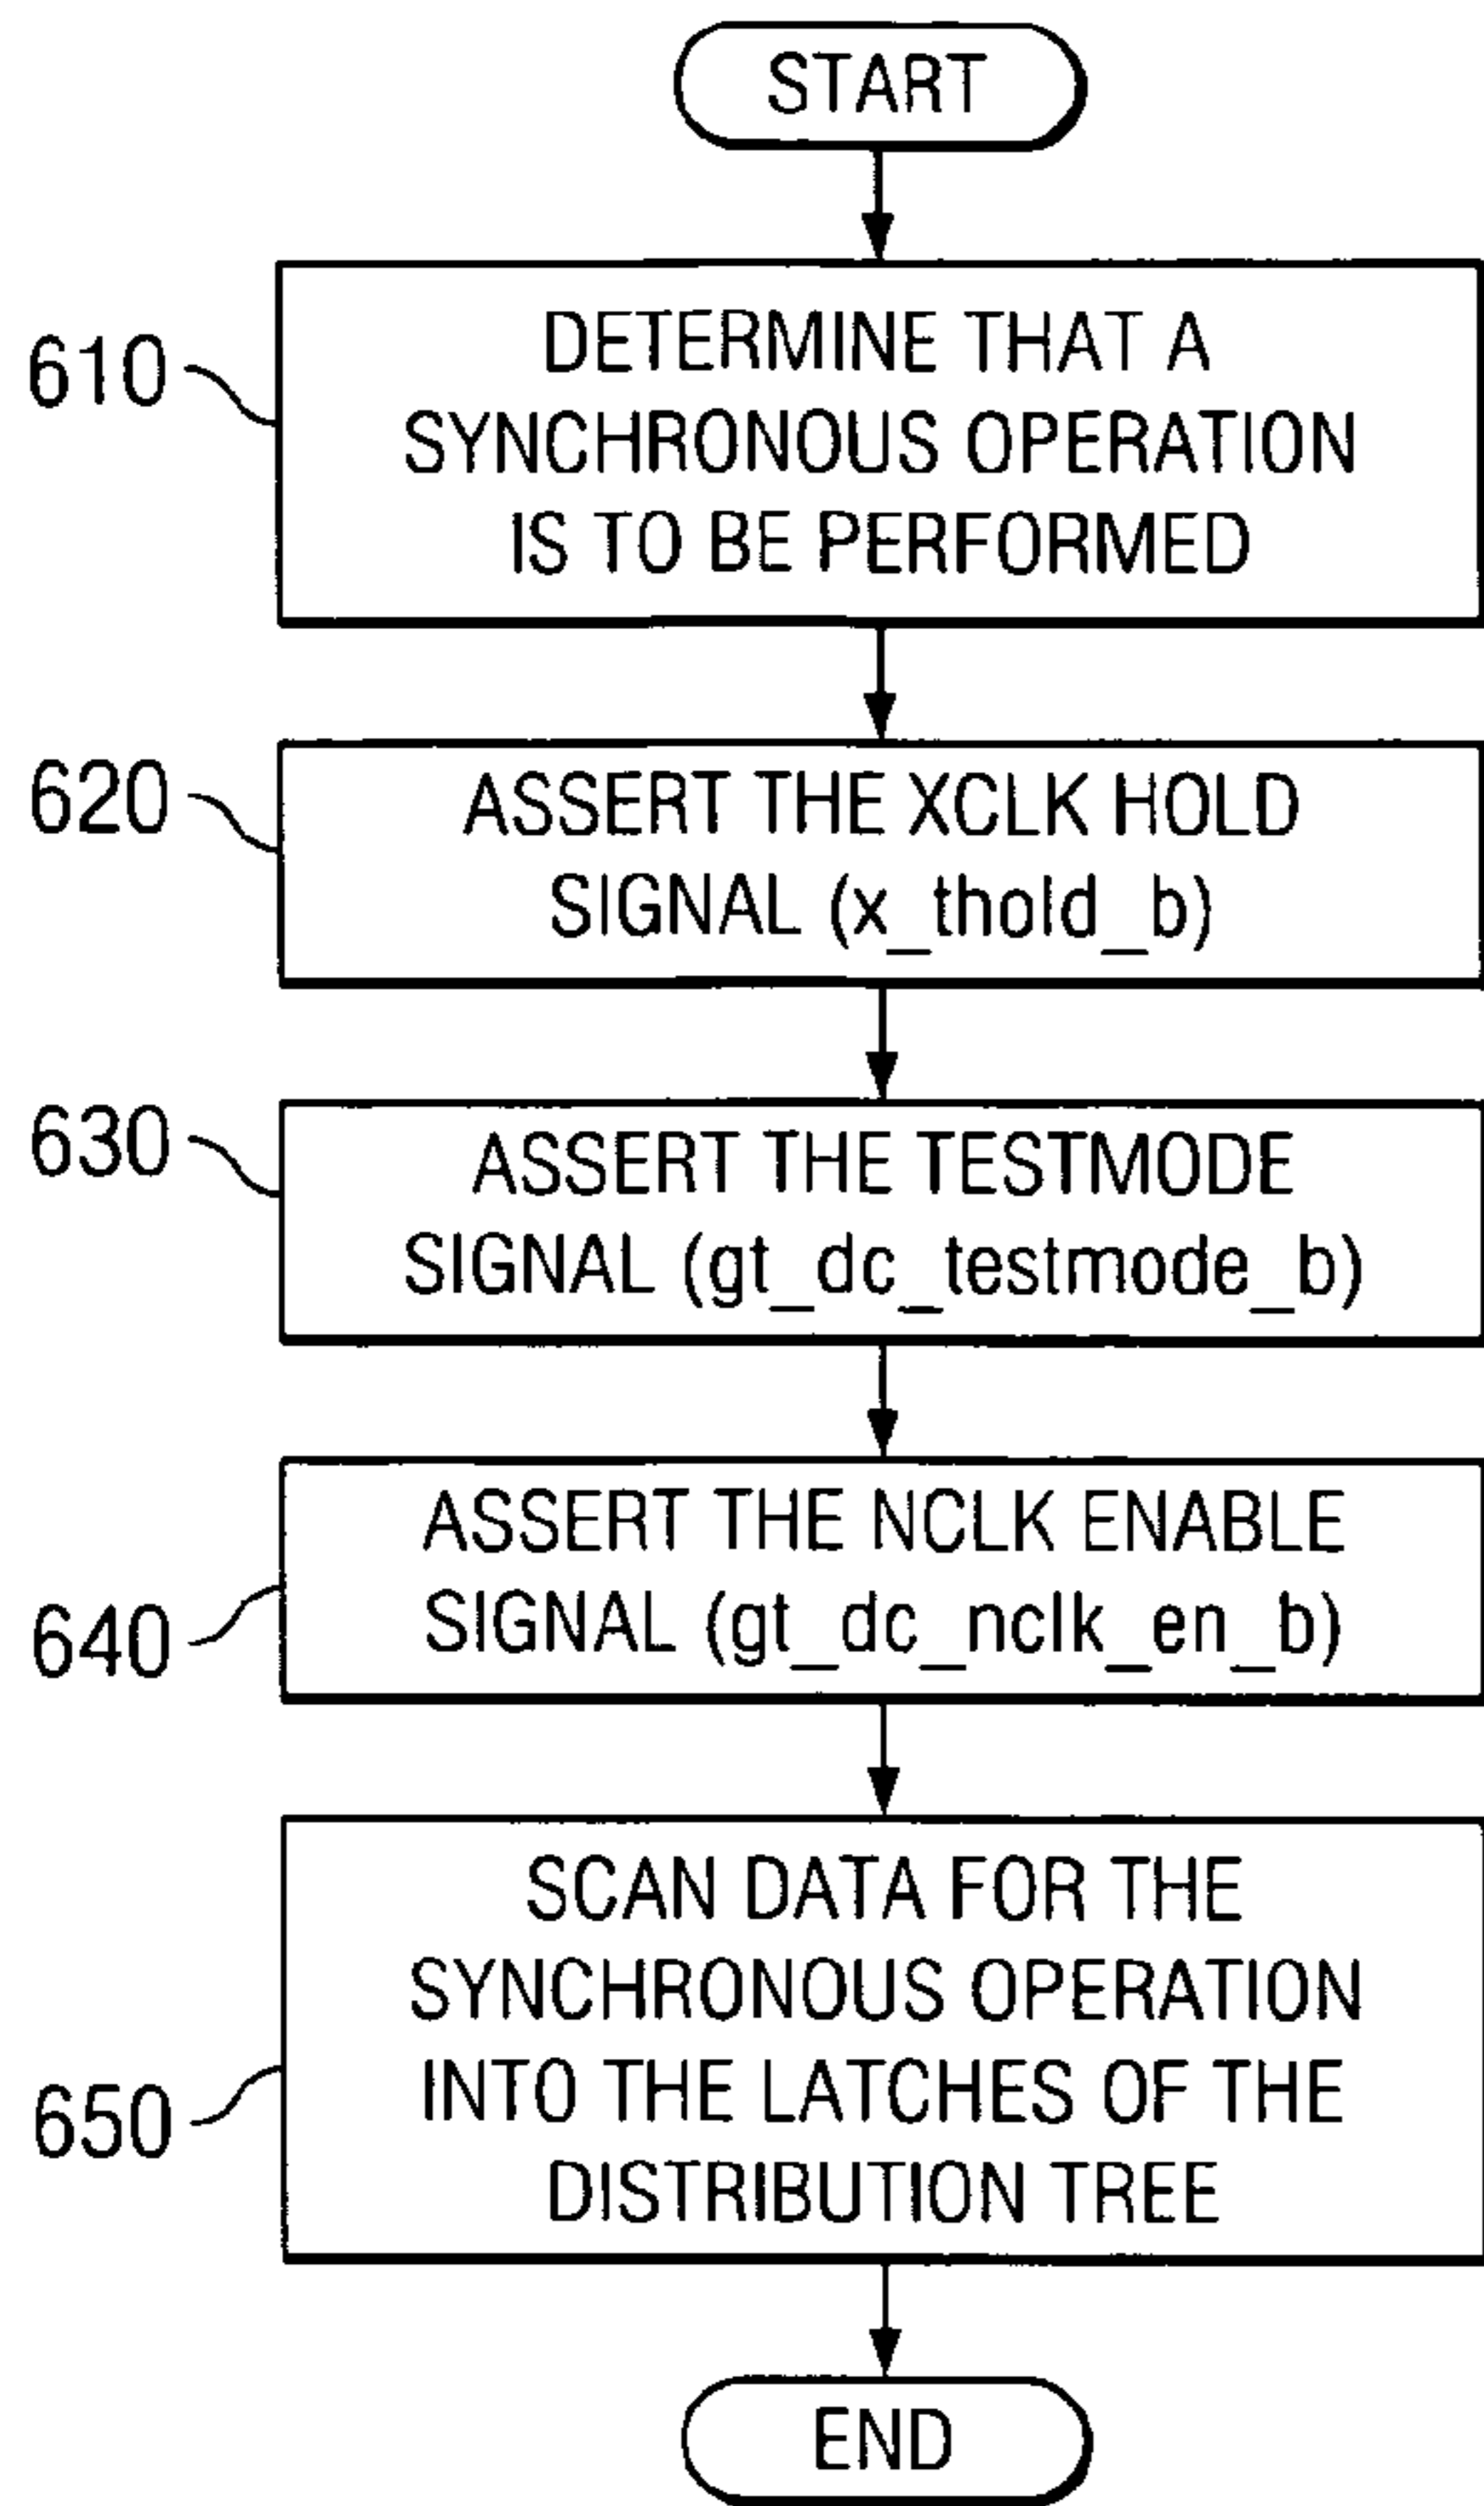 START
610
DETERMINE THAT A
SYNCHRONOUS OPERATION
IS TO BE PERFORMED
620
ASSERT THE XCLK HOLD
SIGNAL (x_thold_b)
630
ASSERT THE TESTMODE
SIGNAL (gt_dc_testmode_b)
640
ASSERT THE NCLK ENABLE
SIGNAL (gt_dc_nclk_en_b)
650
SCAN DATA FOR THE
SYNCHRONOUS OPERATION
INTO THE LATCHES OF THE
DISTRIBUTION TREE
END